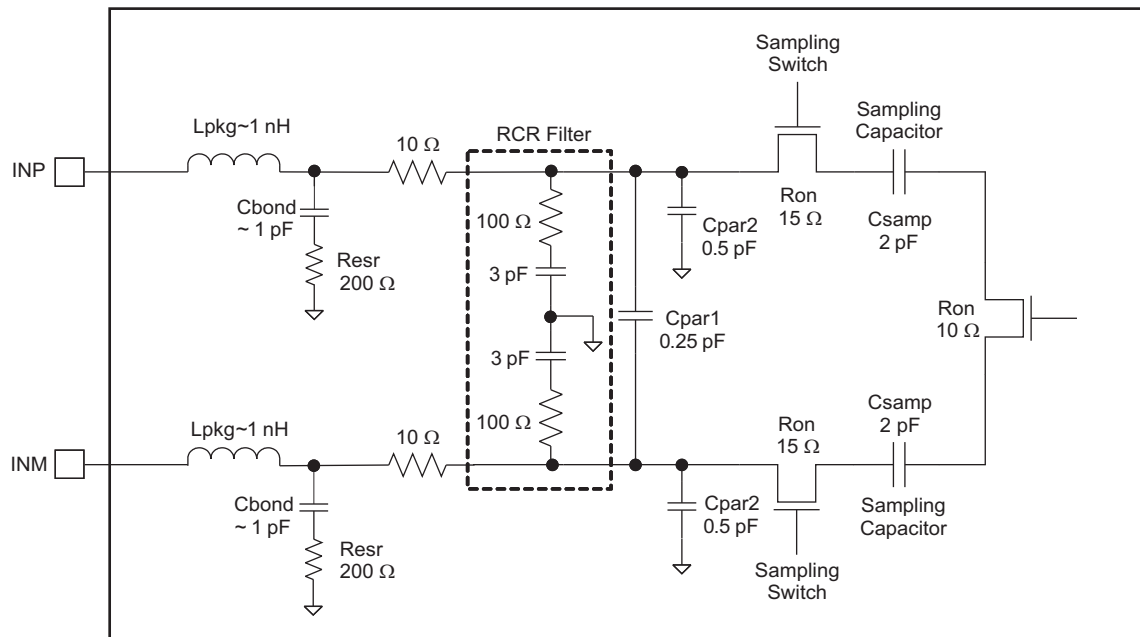 Sampling
Switch
Lpkg~1 nH
10 Ω
RCR Filter
Sampling
Capacitor
INP
Cbond
~ 1 pF
Resr
200 Ω
100 Ω
3 pF
Cpar2
0.5 pF
Ron
15 Ω
Csamp
2 pF
Cpar1
0.25 pF
Ron
10 Ω
3 pF
100 Ω
Lpkg~1 nH
10 Ω
Ron
15 Ω
Csamp
2 pF
INM
Cbond
~ 1 pF
Resr
200 Ω
Cpar2
0.5 pF
Sampling
Capacitor
Sampling
Switch